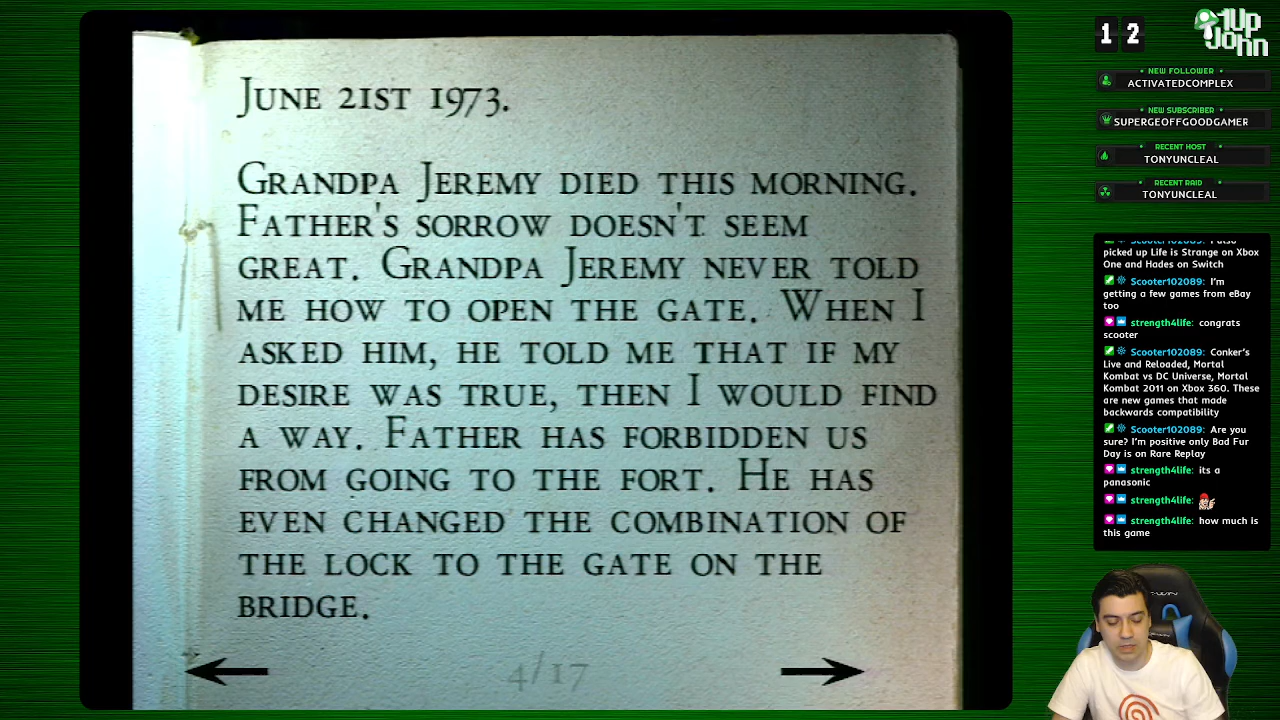 JUNE 21ST 1973.
GRANDPA JEREMY DIED THIS MORNING.
FATHER'S SORROW DOESN'T SEEM
GREAT. GRANDPA JEREMY NEVER TOLD
ME HOW TO OPEN THE GATE. WHEN I
ASKED HIM, HE TOLD ME THAT IF MY
DESIRE WAS TRUE, THEN I WOULD FIND
A WAY. FATHER HAS FORBIDDEN US
FROM GOING TO THE FORT. HE HAS
EVEN CHANGED THE COMBINATION OF
THE LOCK TO THE GATE ON THE
BRIDGE.
4/17
1 2
1Up
John
NEW FOLLOWER
ACTIVATEDCOMPLEX
NEW SUBSCRIBER
SUPERGEOFFGOODGAMER
RECENT HOST
TONYUNCLEAL
RECENT RAID
TONYUNCLEAL
Scooter102089: I also
picked up Life is Strange on Xbox
One and Hades on Switch
Scooter102089: I'm
getting a few games from eBay
too
strength4life: congrats
scooter
Scooter102089: Conker's
Live and Reloaded, Mortal
Kombat vs DC Universe, Mortal
Kombat 2011 on Xbox 360. These
are new games that made
backwards compatibility
Scooter102089: Are you
sure? I'm positive only Bad Fur
Day is on Rare Replay
strength4life: its a
panasonic
strength4life:
strength4life: how much is
this game